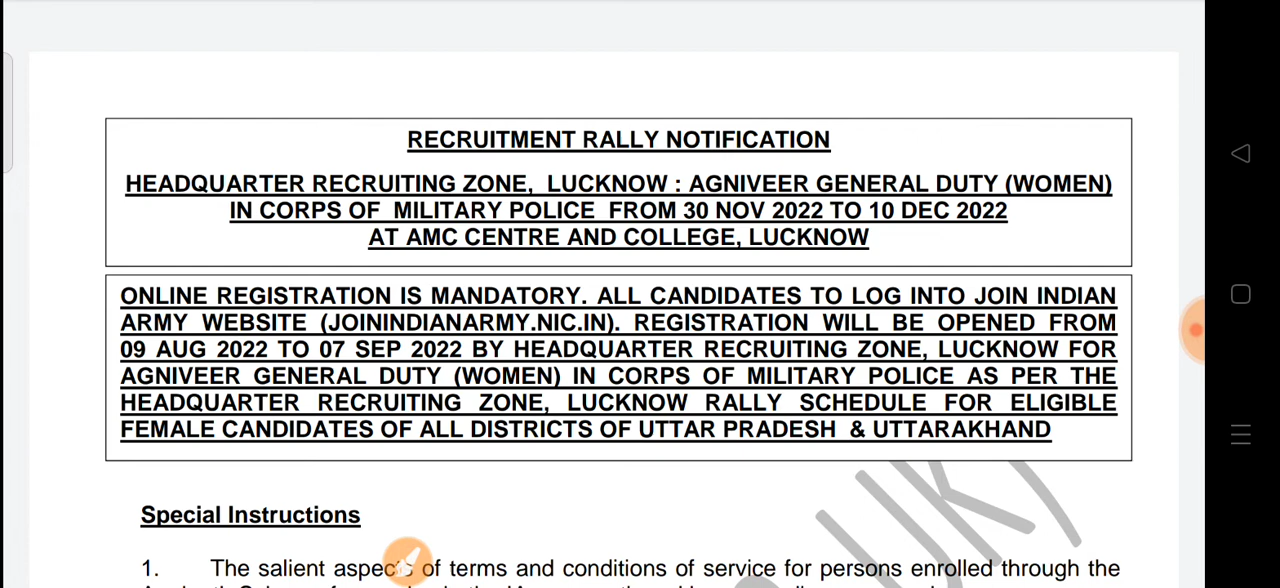 RECRUITMENT RALLY NOTIFICATION
HEADQUARTER RECRUITING ZONE, LUCKNOW : AGNIVEER GENERAL DUTY (WOMEN)
IN CORPS OF MILITARY POLICE FROM 30 NOV 2022 TO 10 DEC 2022
AT AMC CENTRE AND COLLEGE, LUCKNOW
ONLINE REGISTRATION IS MANDATORY. ALL CANDIDATES TO LOG INTO JOIN INDIAN
ARMY WEBSITE (JOININDIANARMY.NIC.IN). REGISTRATION WILL BE OPENED FROM
09 AUG 2022 TO 07 SEP 2022 BY HEADQUARTER RECRUITING ZONE, LUCKNOW FOR
AGNIVEER GENERAL DUTY (WOMEN) IN CORPS OF MILITARY POLICE AS PER THE
HEADQUARTER RECRUITING ZONE, LUCKNOW RALLY SCHEDULE FOR ELIGIBLE
FEMALE CANDIDATES OF ALL DISTRICTS OF UTTAR PRADESH & UTTARAKHAND
Special Instructions
1. The salient aspects of terms and conditions of service for persons enrolled through the